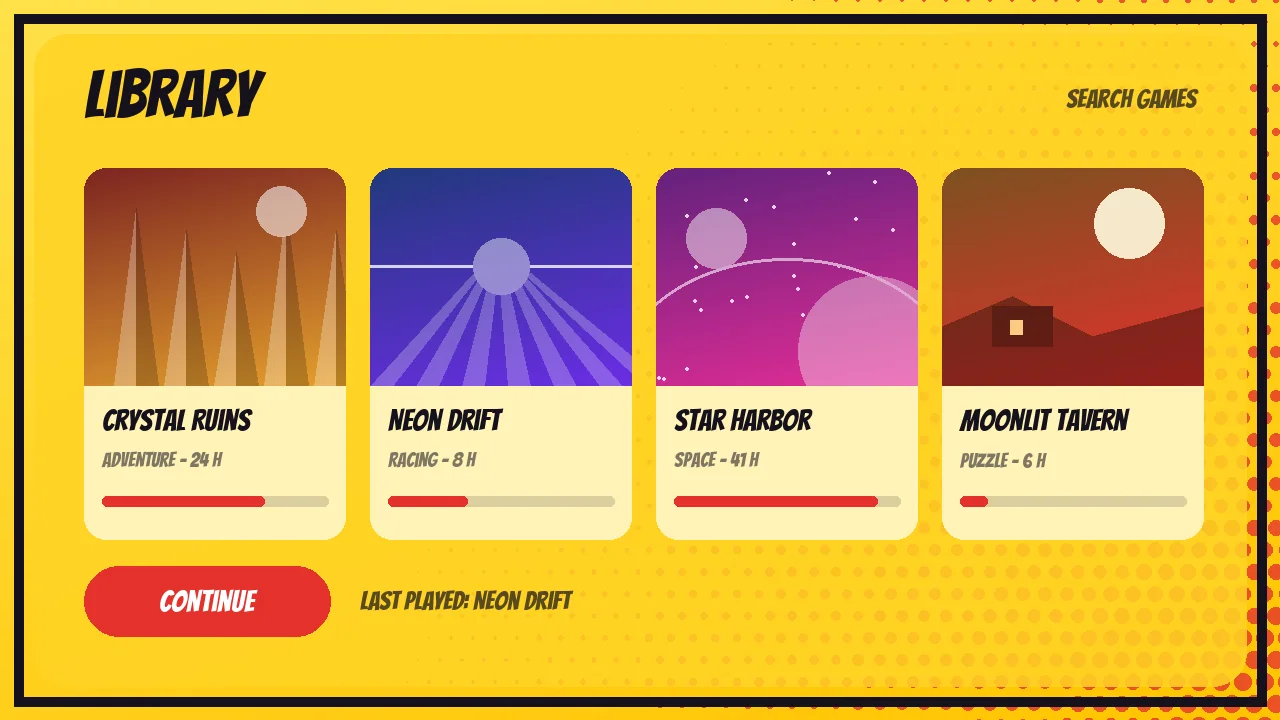 LIBRARY
SEARCH GAMES
CRYSTAL RUINS
ADVENTURE - 24 H
NEON DRIFT
RACING - 8 H
STAR HARBOR
SPACE - 41 H
MOONLIT TAVERN
PUZZLE - 6 H
CONTINUE
LAST PLAYED: NEON DRIFT